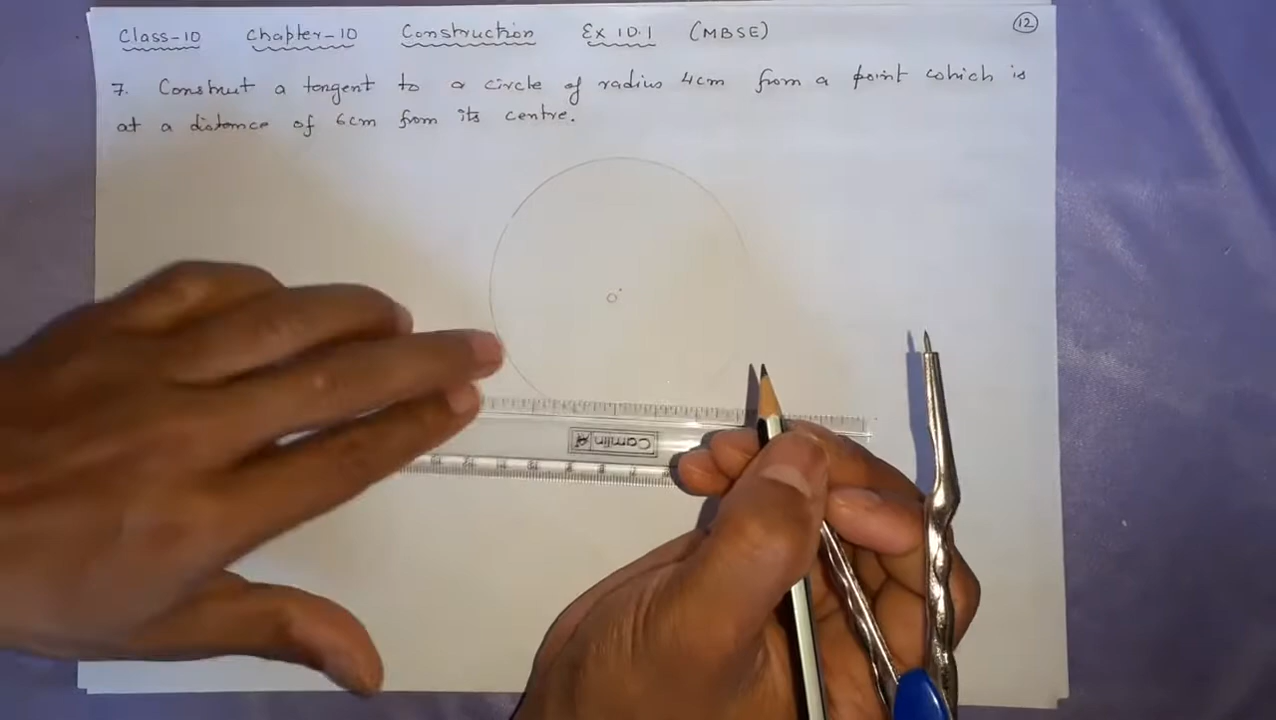 Class-10 Chapter-10 Construction Ex 10.1 (MBSE)
12
7. Construct a tangent to a circle of radius 4cm from a point which is
at a distance of 6cm from its centre.
O
Camlin